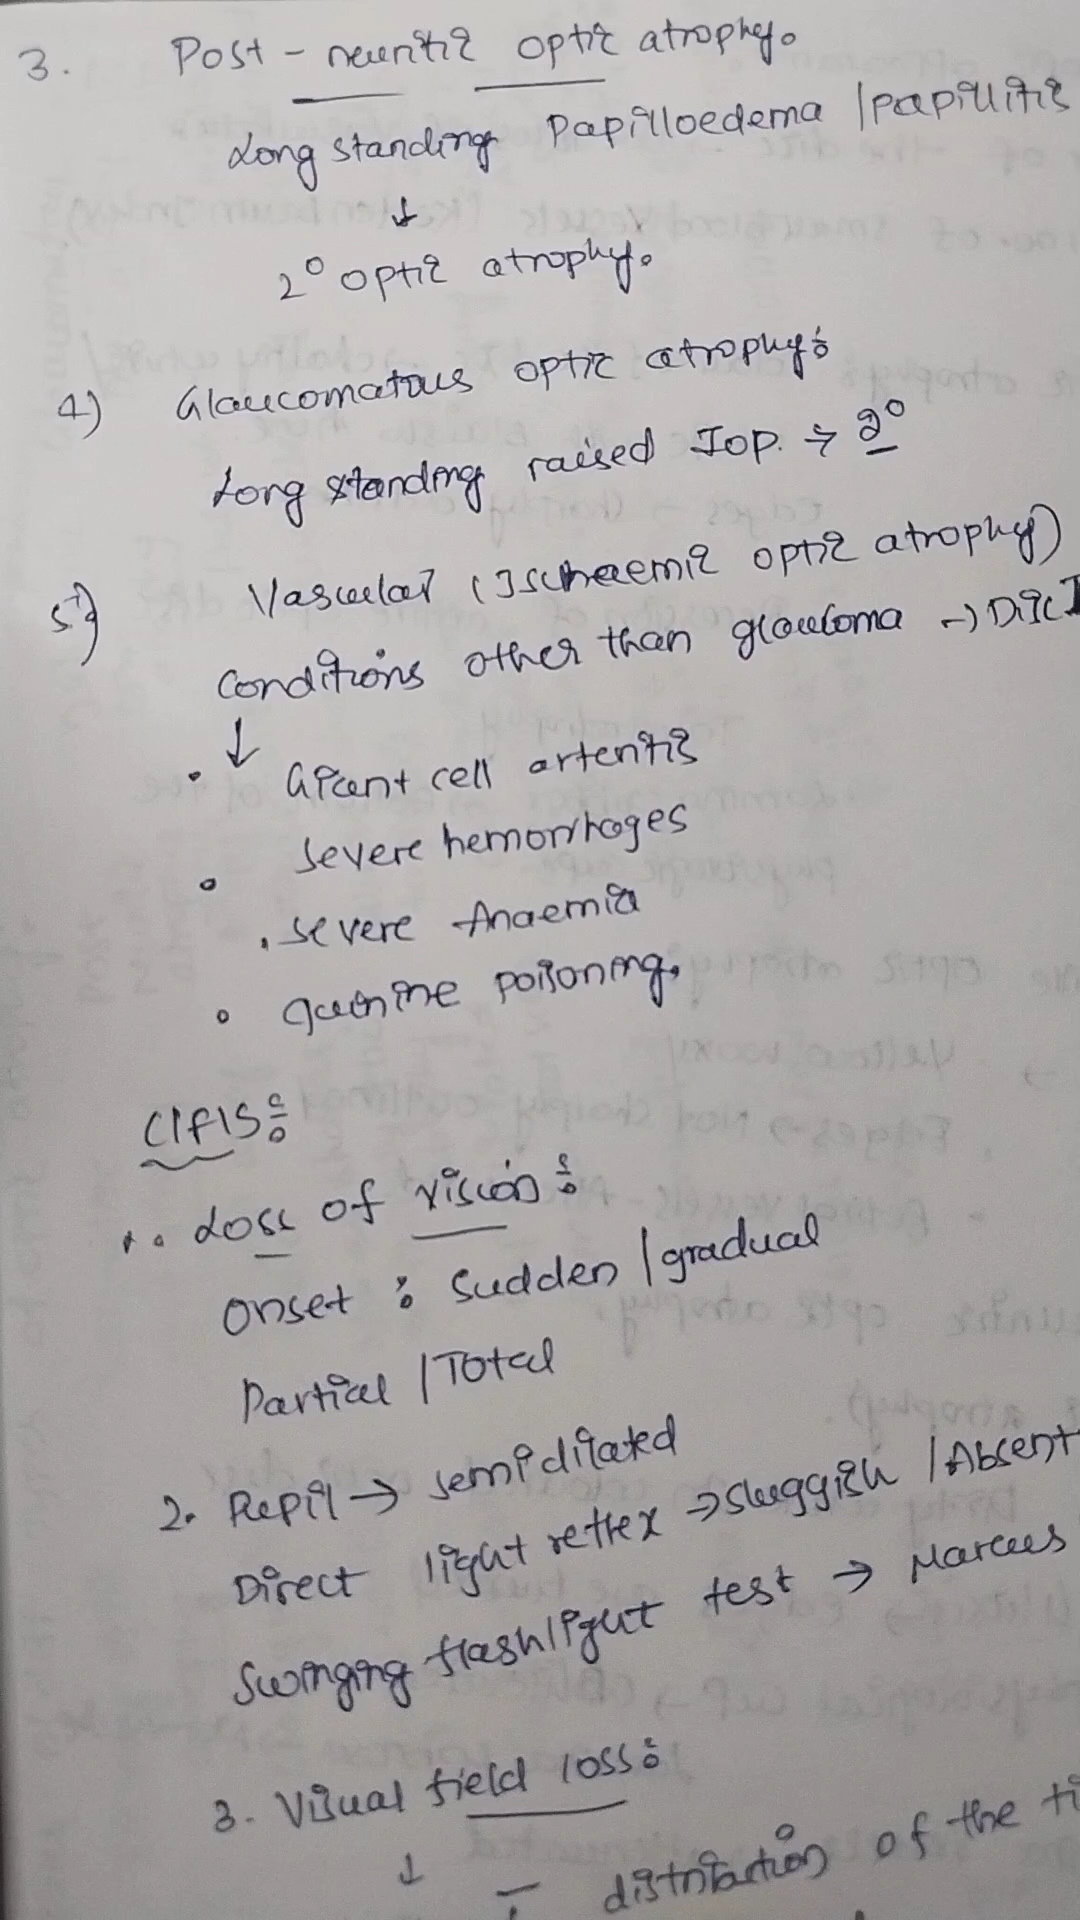 3. Post - neuritic optic atrophy.
Long standing Papilloedema / papillitis
↓
2° optic atrophy.
4) Glaucomatous optic atrophy:
Long standing raised IOP. → 2°
5) Vascular (Ischaemic optic atrophy)
Conditions other than glaucoma → Disc
↓
• Giant cell arteritis
• Severe hemorrhages
• Severe Anaemia
• Quinine poisoning.
C/F/S:
1. Loss of vision:
Onset : Sudden / gradual
Partial / Total
2. Pupil → semidilated
Direct light reflex → sluggish / Absent
Swinging flashlight test → Marcus
3. Visual field loss:
↓ - distribution of the